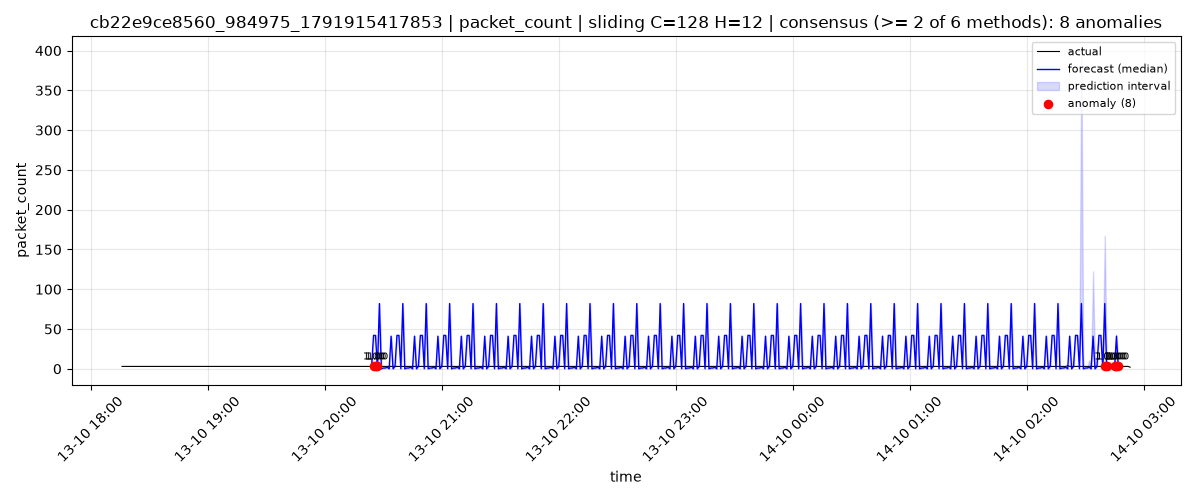 cb22e9ce8560_984975_1791915417853 | packet_count | sliding C=128 H=12 | consensus (>= 2 of 6 methods): 8 anomalies
packet_count
400
350
300
250
200
150
100
50
0
actual
forecast (median)
prediction interval
anomaly (8)
13-10 18:00
13-10 19:00
13-10 20:00
13-10 21:00
13-10 22:00
13-10 23:00
14-10 00:00
14-10 01:00
14-10 02:00
14-10 03:00
time